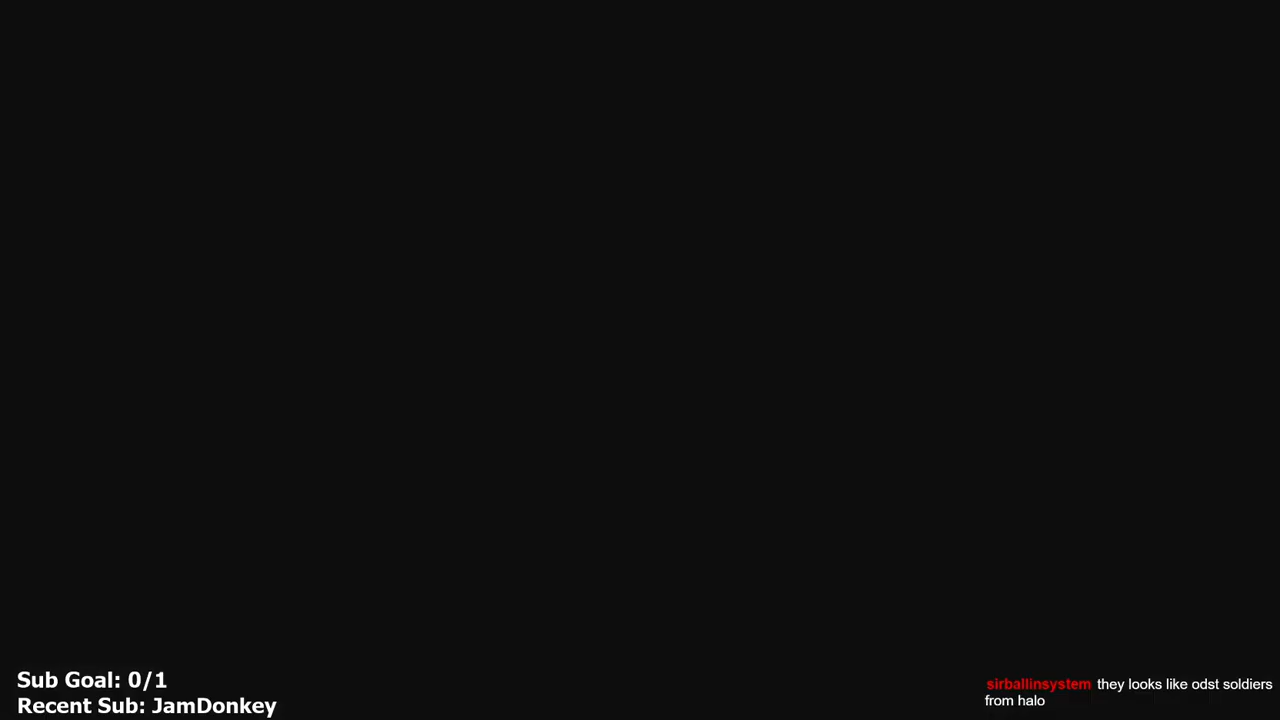 Sub Goal: 0/1
Recent Sub: JamDonkey
sirballinsystem they looks like odst soldiers
from halo